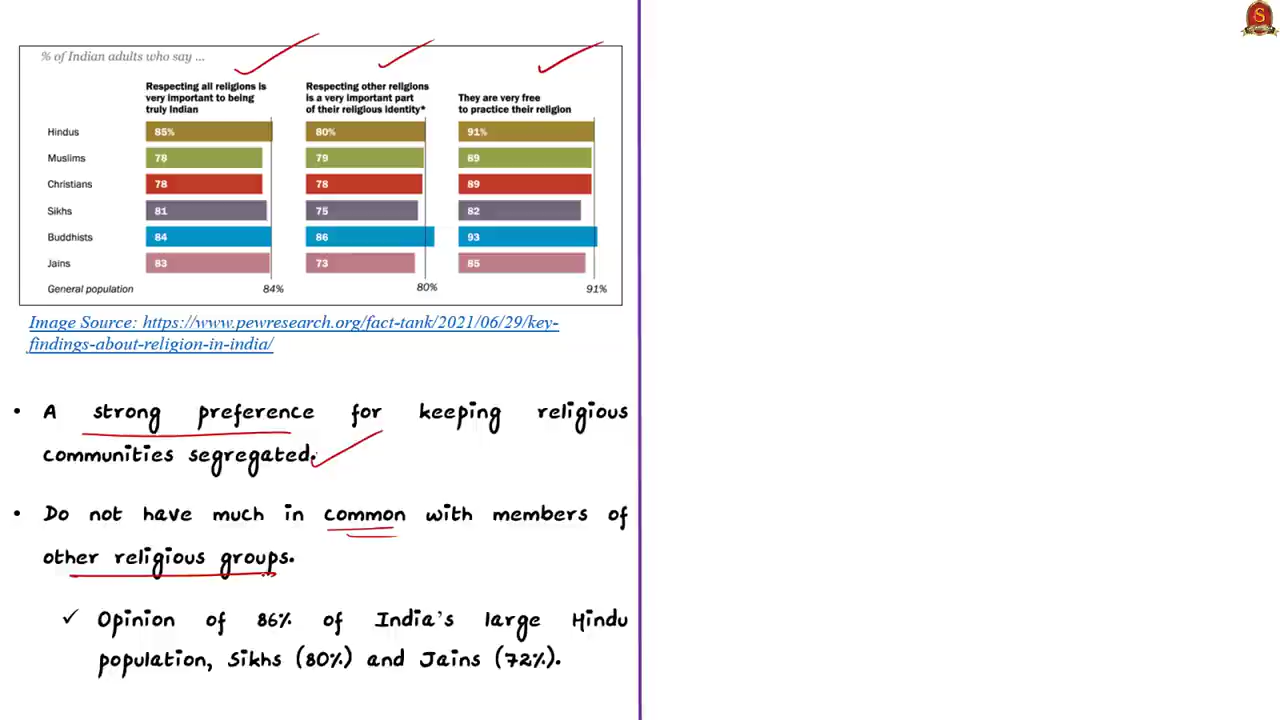 % of Indian adults who say ...
Respecting all religions is
very important to being
truly Indian
Respecting other religions
is a very important part
of their religious identity*
They are very free
to practice their religion
Hindus 85% 80% 91%
Muslims 78 79 89
Christians 78 78 89
Sikhs 81 75 82
Buddhists 84 86 93
Jains 83 73 85
General population 84% 80% 91%
Image Source: https://www.pewresearch.org/fact-tank/2021/06/29/key-
findings-about-religion-in-india/
• A strong preference for keeping religious
communities segregated.
• Do not have much in common with members of
other religious groups.
✓ Opinion of 86% of India's large Hindu
population, Sikhs (80%) and Jains (72%).
S